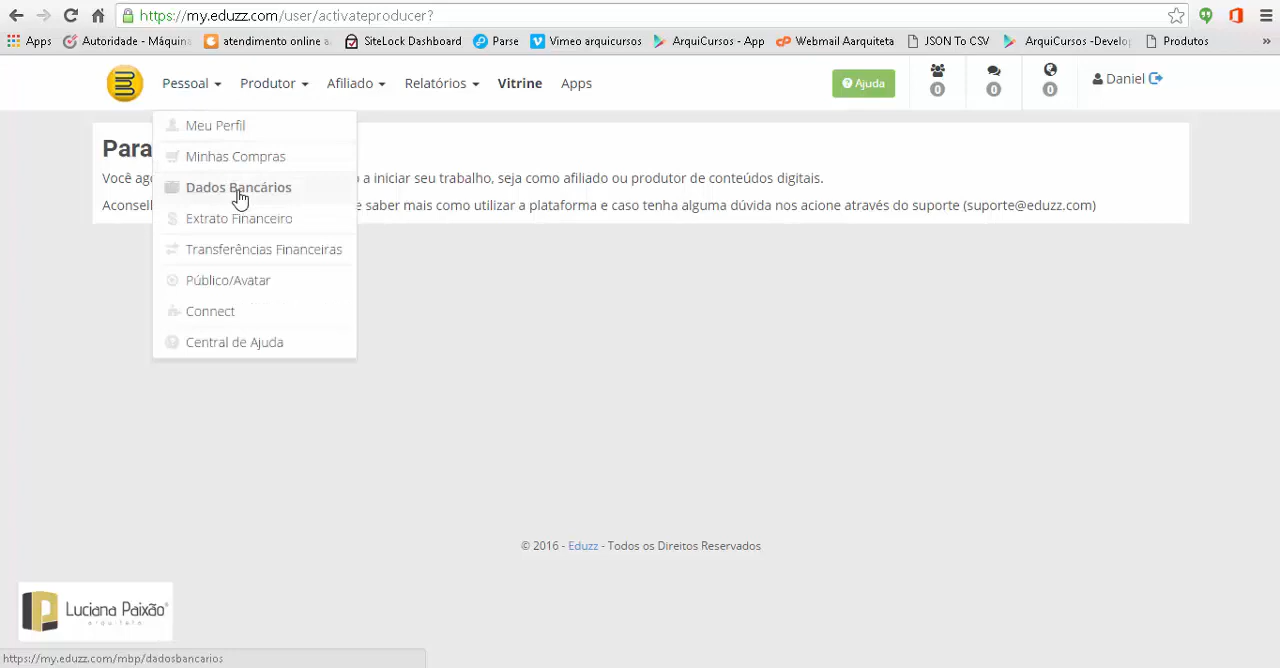 https://my.eduzz.com/user/activateproducer?
Apps Autoridade - Máquina atendimento online a SiteLock Dashboard Parse Vimeo arquicursos ArquiCursos - App Webmail Aarquiteta JSON To CSV ArquiCursos -Develo Produtos »
Pessoal Produtor Afiliado Relatórios Vitrine Apps Ajuda 0 0 0 Daniel
Meu Perfil
Minhas Compras
Dados Bancários
Extrato Financeiro
Transferências Financeiras
Público/Avatar
Connect
Central de Ajuda
Para
Você ag o a iniciar seu trabalho, seja como afiliado ou produtor de conteúdos digitais.
Aconsell e saber mais como utilizar a plataforma e caso tenha alguma dúvida nos acione através do suporte (suporte@eduzz.com)
© 2016 - Eduzz - Todos os Direitos Reservados
Luciana Paixão
arquiteta
https://my.eduzz.com/mbp/dadosbancarios